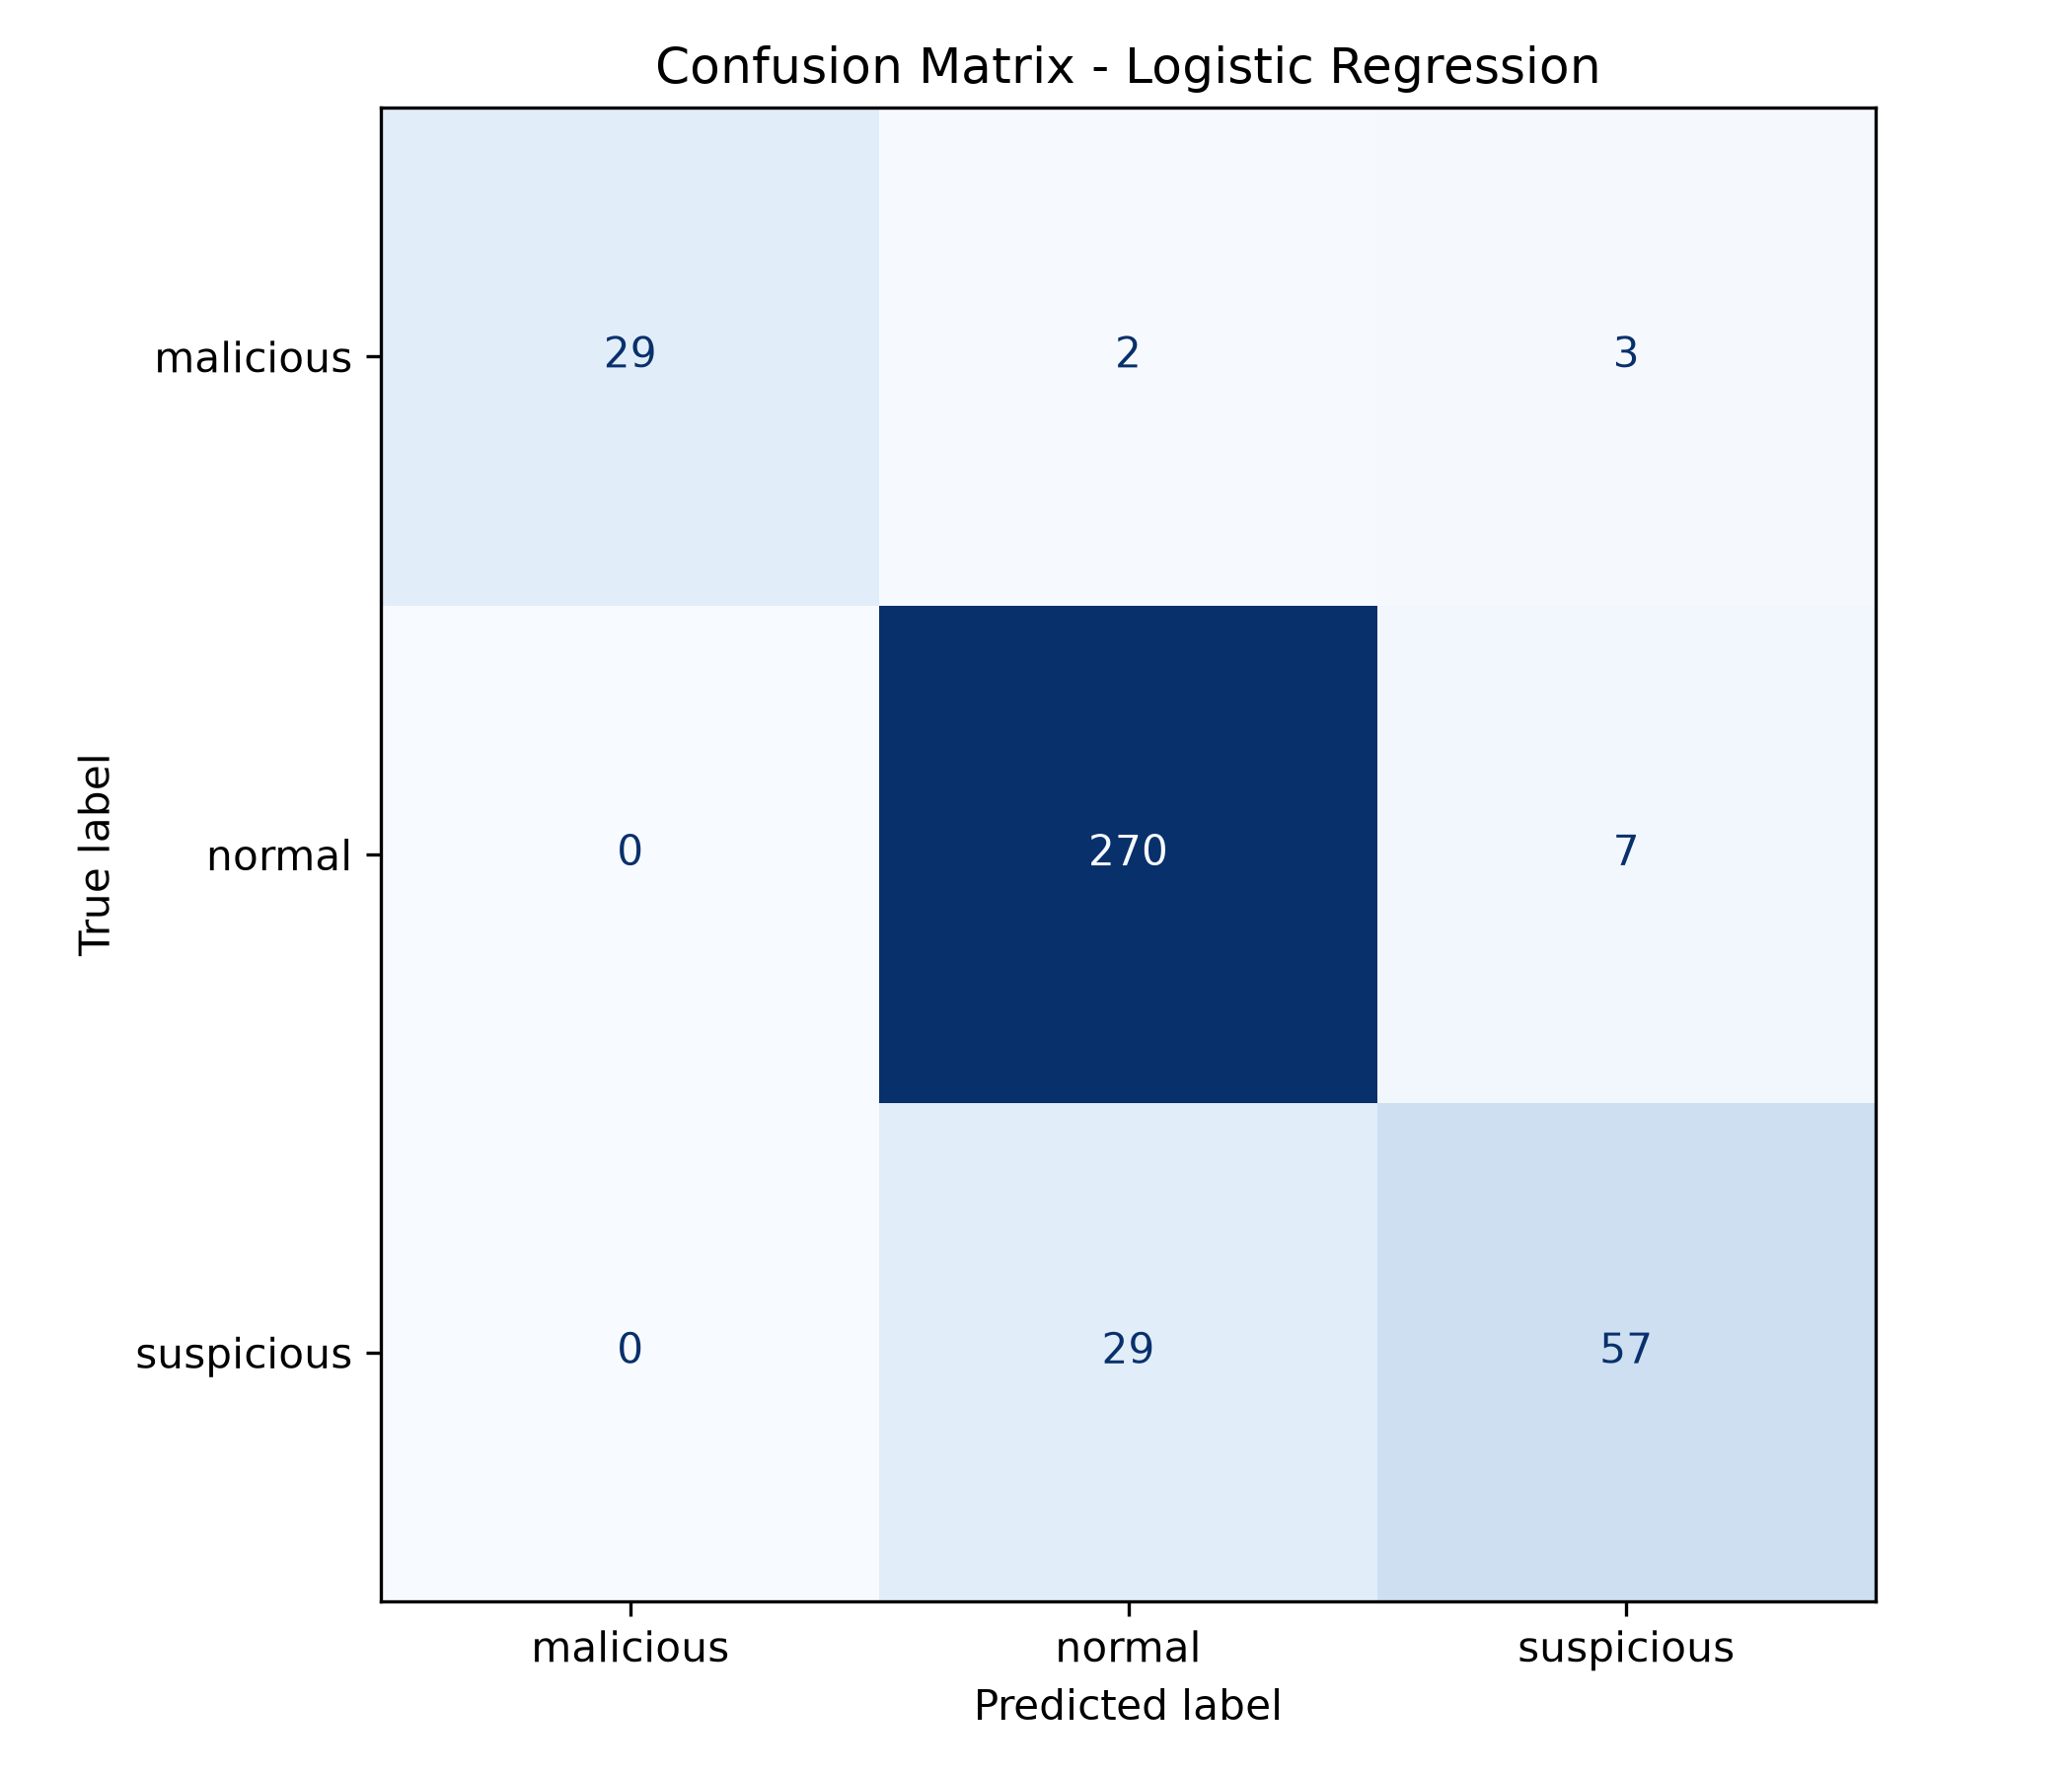 Confusion Matrix - Logistic Regression
True label
malicious 29 2 3
normal 0 270 7
suspicious 0 29 57
malicious normal suspicious
Predicted label